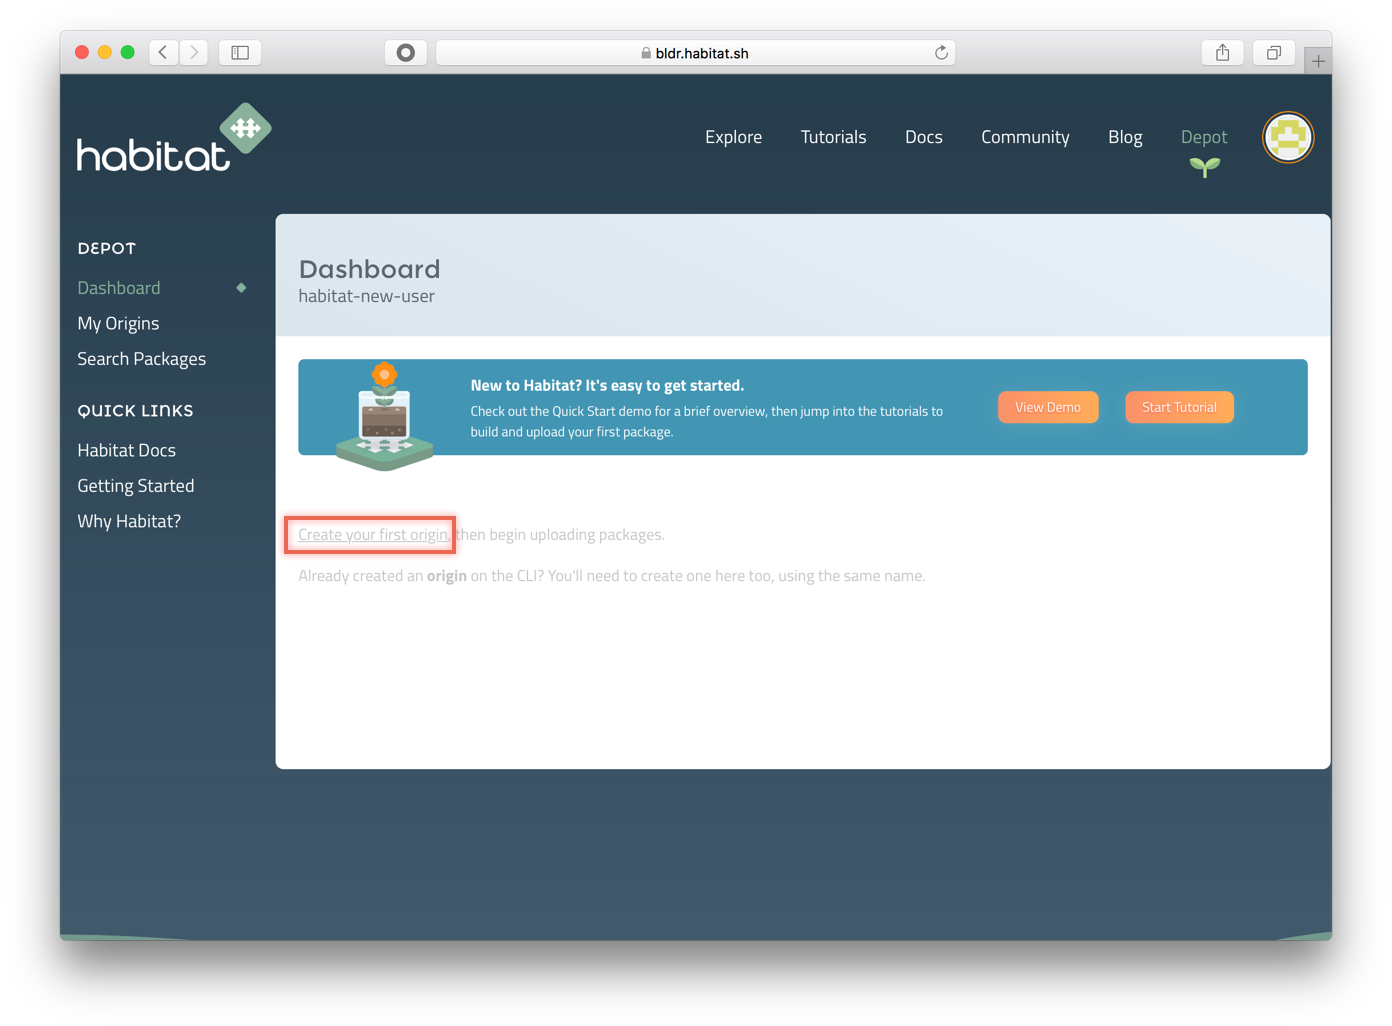 bldr.habitat.sh
habitat
Explore Tutorials Docs Community Blog Depot
DEPOT
Dashboard
My Origins
Search Packages
QUICK LINKS
Habitat Docs
Getting Started
Why Habitat?
Dashboard
habitat-new-user
New to Habitat? It's easy to get started.
Check out the Quick Start demo for a brief overview, then jump into the tutorials to
build and upload your first package.
View Demo
Start Tutorial
Create your first origin, then begin uploading packages.
Already created an origin on the CLI? You'll need to create one here too, using the same name.